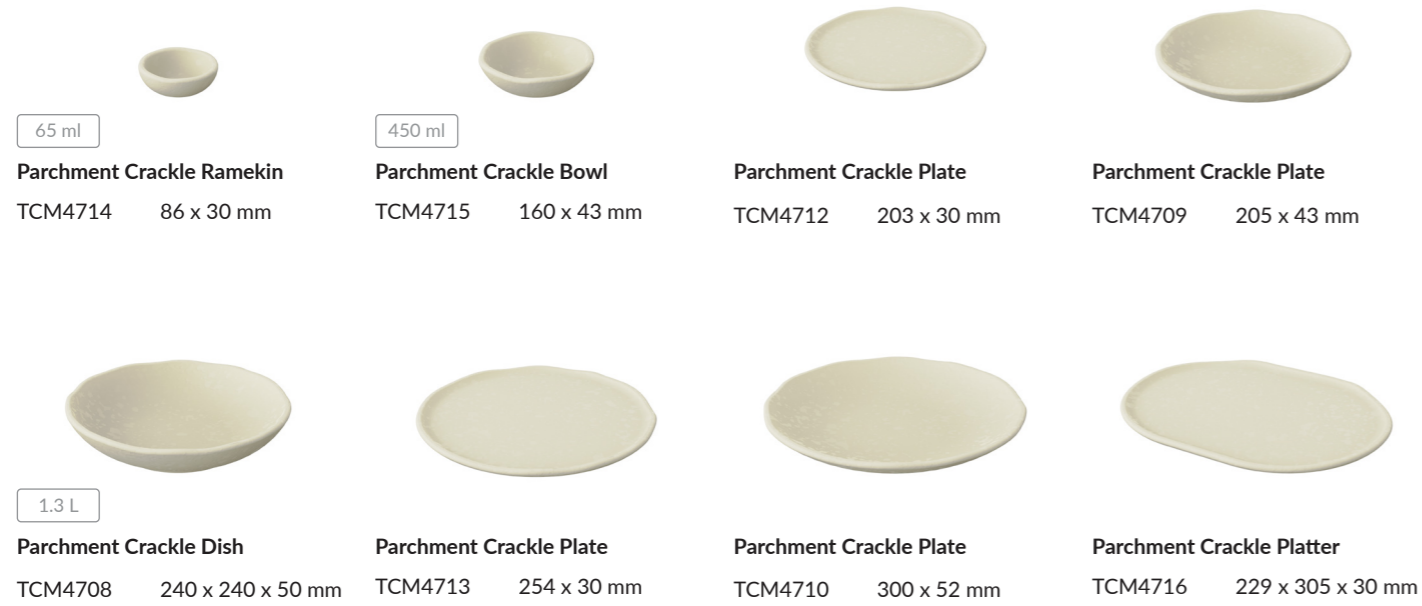 65 ml
Parchment Crackle Ramekin
TCM4714 86 x 30 mm
450 ml
Parchment Crackle Bowl
TCM4715 160 x 43 mm
Parchment Crackle Plate
TCM4712 203 x 30 mm
Parchment Crackle Plate
TCM4709 205 x 43 mm
1.3 L
Parchment Crackle Dish
TCM4708 240 x 240 x 50 mm
Parchment Crackle Plate
TCM4713 254 x 30 mm
Parchment Crackle Plate
TCM4710 300 x 52 mm
Parchment Crackle Platter
TCM4716 229 x 305 x 30 mm